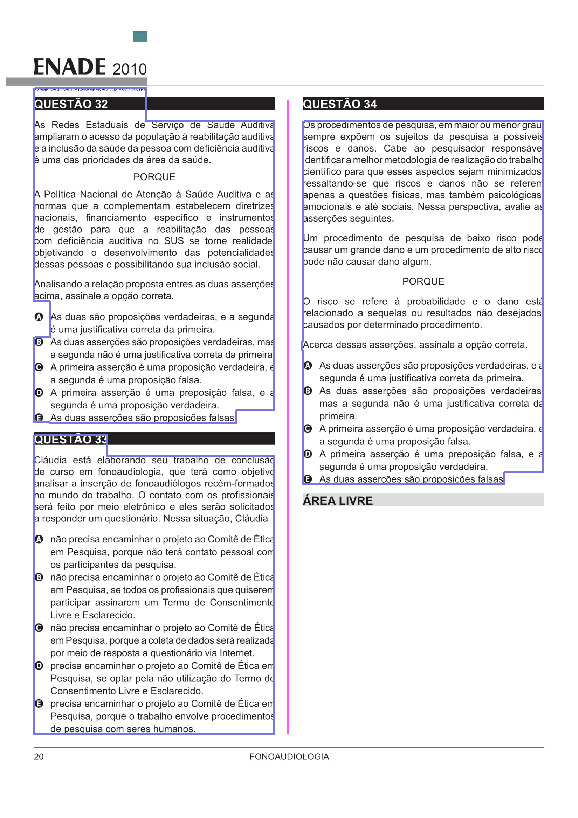 ENADE 2010
QUESTÃO 32
As Redes Estaduais de Serviço de Saúde Auditiva
ampliaram o acesso da população à reabilitação auditiva
e a inclusão da saúde da pessoa com deficiência auditiva
é uma das prioridades da área da saúde.
PORQUE
A Política Nacional de Atenção à Saúde Auditiva e as
normas que a complementam estabelecem diretrizes
nacionais, financiamento específico e instrumentos
de gestão para que a reabilitação das pessoas
com deficiência auditiva no SUS se torne realidade
objetivando o desenvolvimento das potencialidades
dessas pessoas e possibilitando sua inclusão social.
Analisando a relação proposta entres as duas asserções
acima, assinale a opção correta.
A As duas são proposições verdadeiras, e a segunda
é uma justificativa correta da primeira.
B As duas asserções são proposições verdadeiras, mas
a segunda não é uma justificativa correta da primeira
C A primeira asserção é uma proposição verdadeira, e
a segunda é uma proposição falsa.
D A primeira asserção é uma preposição falsa, e a
segunda é uma proposição verdadeira.
E As duas asserções são proposições falsas
QUESTÃO 33
Cláudia está elaborando seu trabalho de conclusão
de curso em fonoaudiologia, que terá como objetivo
analisar a inserção de fonoaudiólogos recém-formados
no mundo do trabalho. O contato com os profissionais
será feito por meio eletrônico e eles serão solicitados
a responder um questionário. Nessa situação, Cláudia
A não precisa encaminhar o projeto ao Comitê de Ética
em Pesquisa, porque não terá contato pessoal com
os participantes da pesquisa.
B não precisa encaminhar o projeto ao Comitê de Ética
em Pesquisa, se todos os profissionais que quiserem
participar assinarem um Termo de Consentimento
Livre e Esclarecido.
C não precisa encaminhar o projeto ao Comitê de Ética
em Pesquisa, porque a coleta de dados será realizada
por meio de resposta a questionário via Internet.
D precisa encaminhar o projeto ao Comitê de Ética em
Pesquisa, se optar pela não utilização do Termo de
Consentimento Livre e Esclarecido.
E precisa encaminhar o projeto ao Comitê de Ética em
Pesquisa, porque o trabalho envolve procedimentos
de pesquisa com seres humanos.
QUESTÃO 34
Os procedimentos de pesquisa, em maior ou menor grau
sempre expõem os sujeitos da pesquisa a possíveis
riscos e danos. Cabe ao pesquisador responsável
identificar a melhor metodologia de realização do trabalho
científico para que esses aspectos sejam minimizados
ressaltando-se que riscos e danos não se referem
apenas a questões físicas, mas também psicológicas
emocionais e até sociais. Nessa perspectiva, avalie as
asserções seguintes.
Um procedimento de pesquisa de baixo risco pode
causar um grande dano e um procedimento de alto risco
pode não causar dano algum.
PORQUE
O risco se refere à probabilidade e o dano está
relacionado a sequelas ou resultados não desejados
causados por determinado procedimento.
Acerca dessas asserções, assinale a opção correta.
A As duas asserções são proposições verdadeiras, e a
segunda é uma justificativa correta da primeira.
B As duas asserções são proposições verdadeiras
mas a segunda não é uma justificativa correta da
primeira.
C A primeira asserção é uma proposição verdadeira, e
a segunda é uma proposição falsa.
D A primeira asserção é uma preposição falsa, e a
segunda é uma proposição verdadeira.
E As duas asserções são proposições falsas
ÁREA LIVRE
20
FONOAUDIOLOGIA